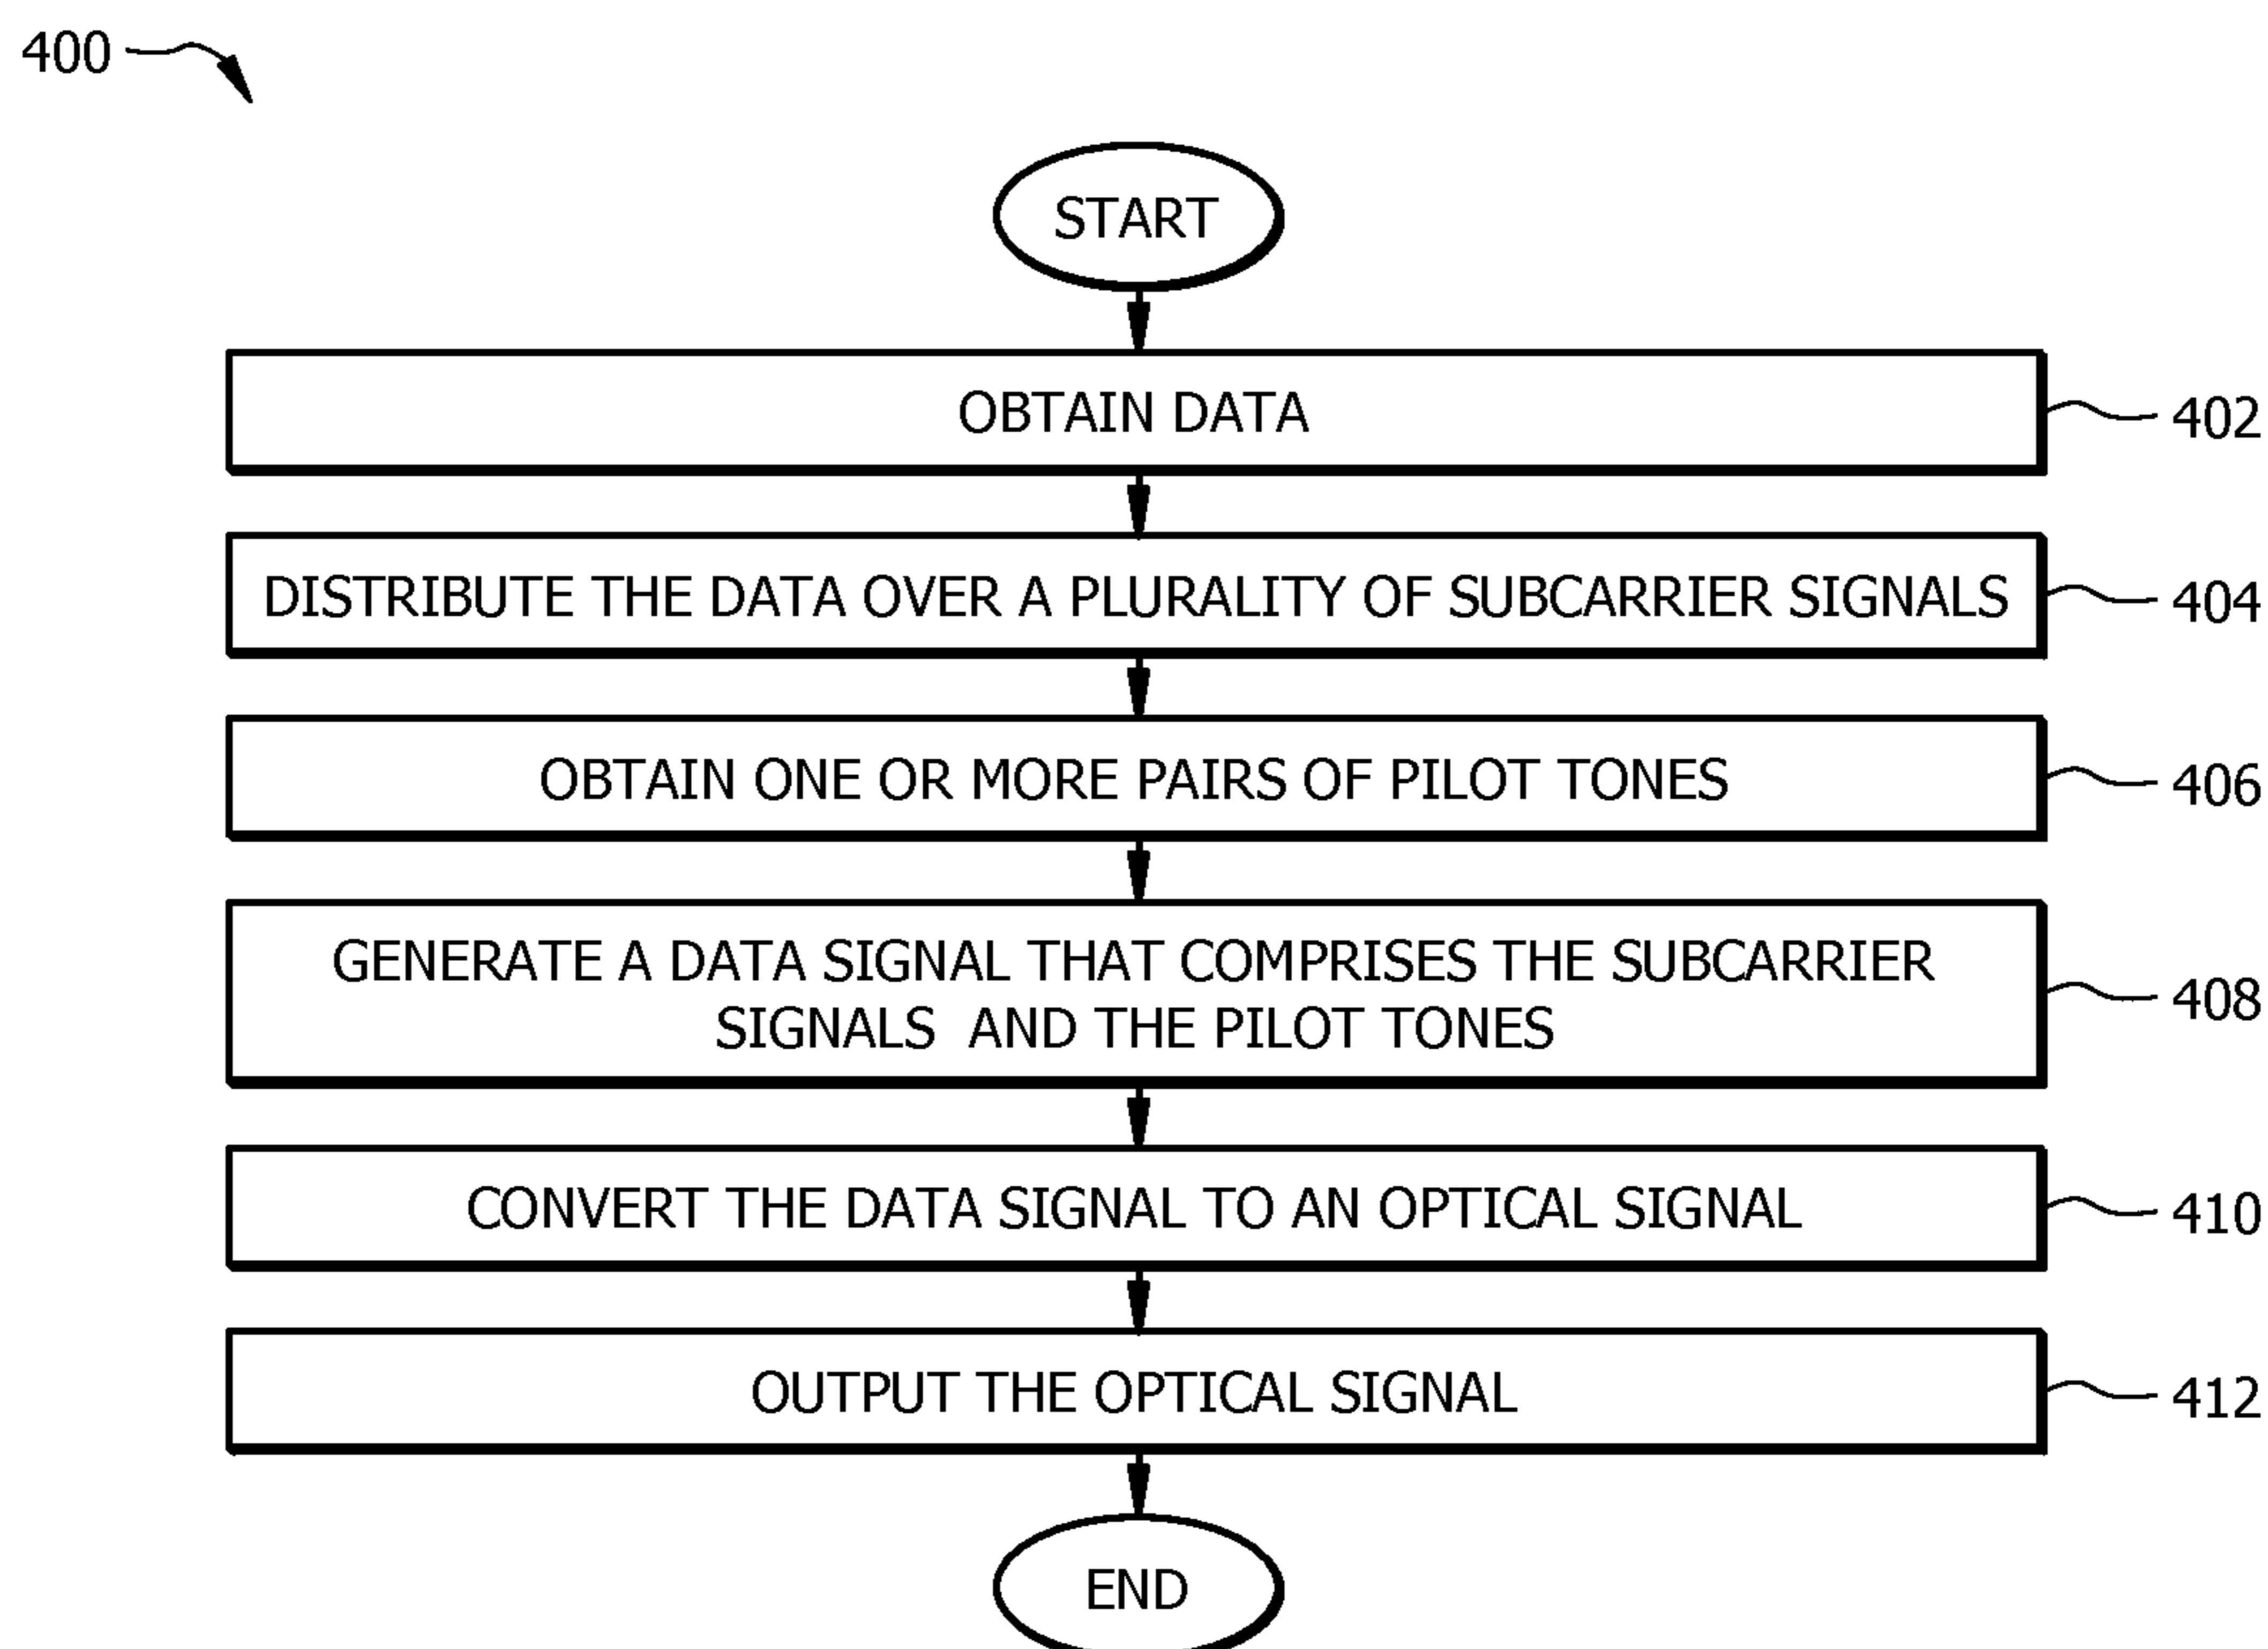 400
START
OBTAIN DATA
402
DISTRIBUTE THE DATA OVER A PLURALITY OF SUBCARRIER SIGNALS
404
OBTAIN ONE OR MORE PAIRS OF PILOT TONES
406
GENERATE A DATA SIGNAL THAT COMPRISES THE SUBCARRIER
SIGNALS AND THE PILOT TONES
408
CONVERT THE DATA SIGNAL TO AN OPTICAL SIGNAL
410
OUTPUT THE OPTICAL SIGNAL
412
END